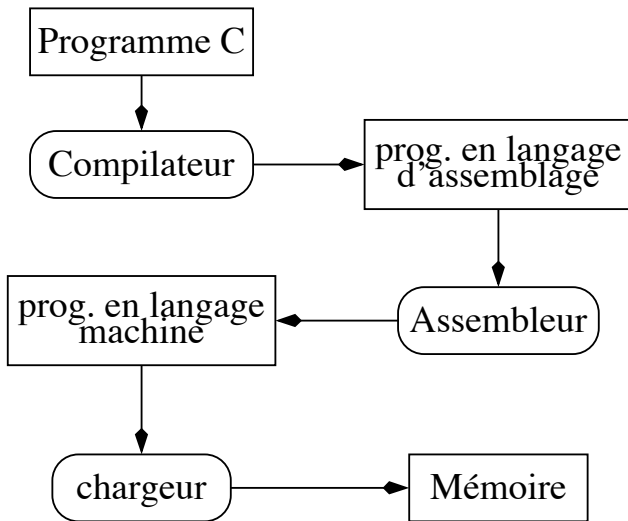 Programme C
Compilateur
prog. en langage
d'assemblage
Assembleur
prog. en langage
machine
chargeur
Mémoire